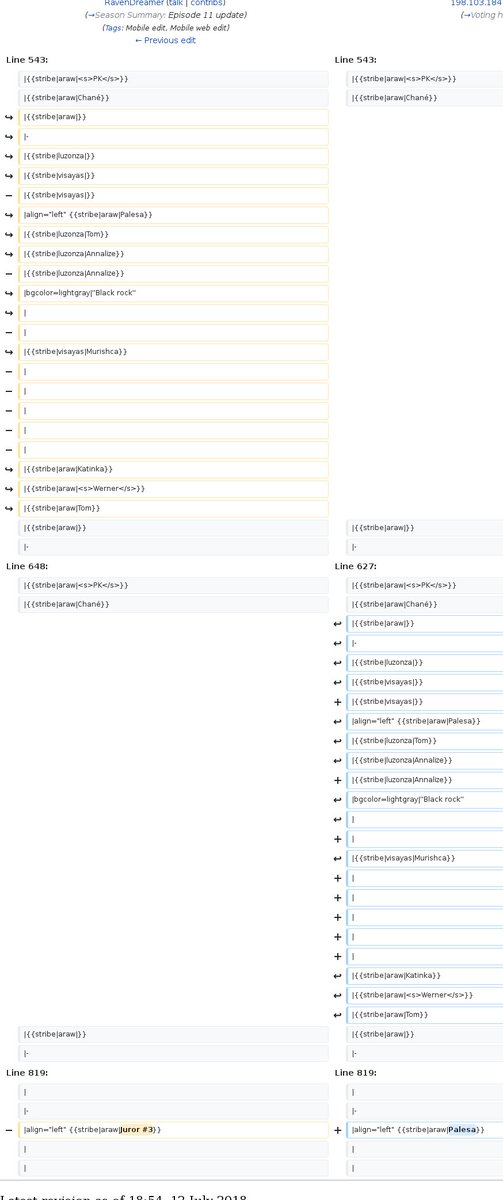 RavenDreamer (talk | contribs)
(→Season Summary: Episode 11 update)
(Tags: Mobile edit, Mobile web edit)
← Previous edit
198.103.184
(→Voting h
Line 543:
Line 543:
|{{stribe|araw|<s>PK</s>}}
|{{stribe|araw|<s>PK</s>}}
|{{stribe|araw|Chané}}
|{{stribe|araw|Chané}}
|{{stribe|araw|}}
|-
|{{stribe|luzonza|}}
|{{stribe|visayas|}}
− |{{stribe|visayas|}}
|align="left" {{stribe|araw|Palesa}}
|{{stribe|luzonza|Tom}}
|{{stribe|luzonza|Annalize}}
− |{{stribe|luzonza|Annalize}}
|bgcolor=lightgray|''Black rock''
|
− |
|{{stribe|visayas|Murishca}}
− |
− |
− |
− |
− |
|{{stribe|araw|Katinka}}
|{{stribe|araw|<s>Werner</s>}}
|{{stribe|araw|Tom}}
|{{stribe|araw|}}
|{{stribe|araw|}}
|-
|-
Line 648:
Line 627:
|{{stribe|araw|<s>PK</s>}}
|{{stribe|araw|<s>PK</s>}}
|{{stribe|araw|Chané}}
|{{stribe|araw|Chané}}
|{{stribe|araw|}}
|-
|{{stribe|luzonza|}}
|{{stribe|visayas|}}
+ |{{stribe|visayas|}}
|align="left" {{stribe|araw|Palesa}}
|{{stribe|luzonza|Tom}}
|{{stribe|luzonza|Annalize}}
+ |{{stribe|luzonza|Annalize}}
|bgcolor=lightgray|''Black rock''
|
+ |
|{{stribe|visayas|Murishca}}
+ |
+ |
+ |
+ |
+ |
|{{stribe|araw|Katinka}}
|{{stribe|araw|<s>Werner</s>}}
|{{stribe|araw|Tom}}
|{{stribe|araw|}}
|{{stribe|araw|}}
|-
|-
Line 819:
Line 819:
|
|
|-
|-
− |align="left" {{stribe|araw|Juror #3}}
+ |align="left" {{stribe|araw|Palesa}}
|
|
|
|
Latest revision as of 18:54, 12 July 2018